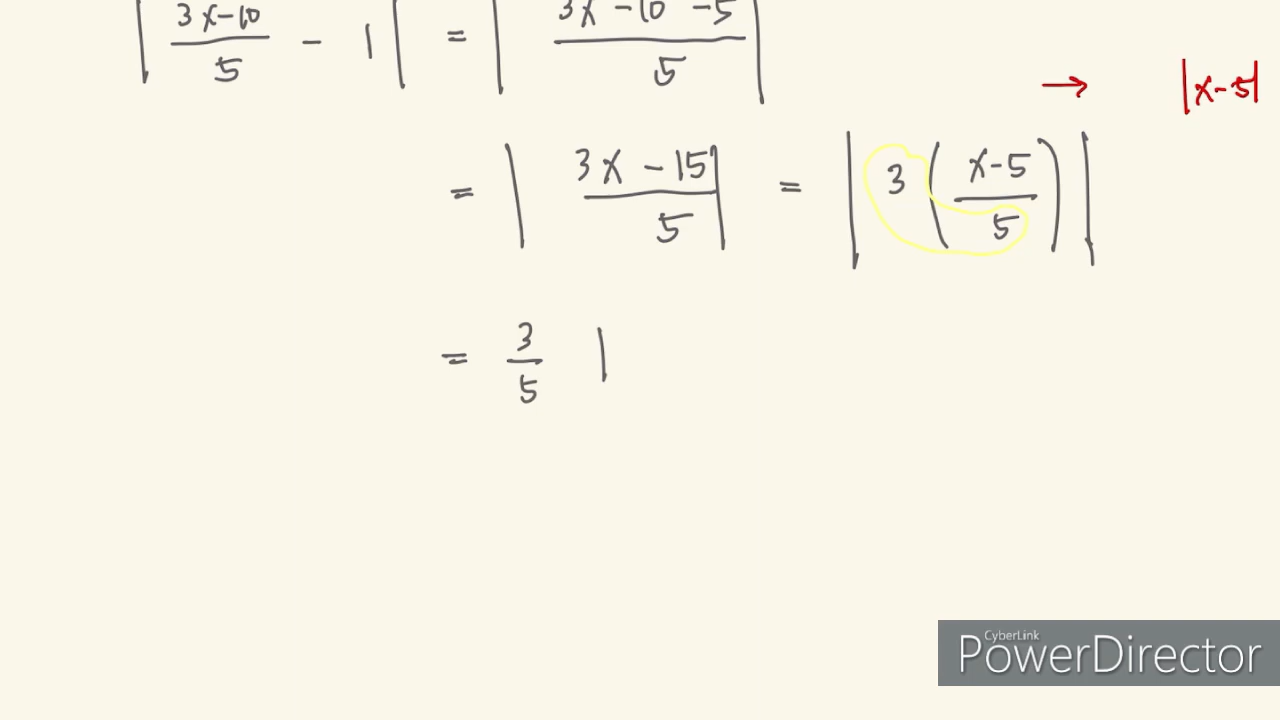 | (3x-10)/5 - 1 | = | (3x-10-5)/5 |
→ |x-5|
= | (3x-15)/5 | = | 3 ( (x-5)/5 ) |
= 3/5 |
CyberLink
PowerDirector